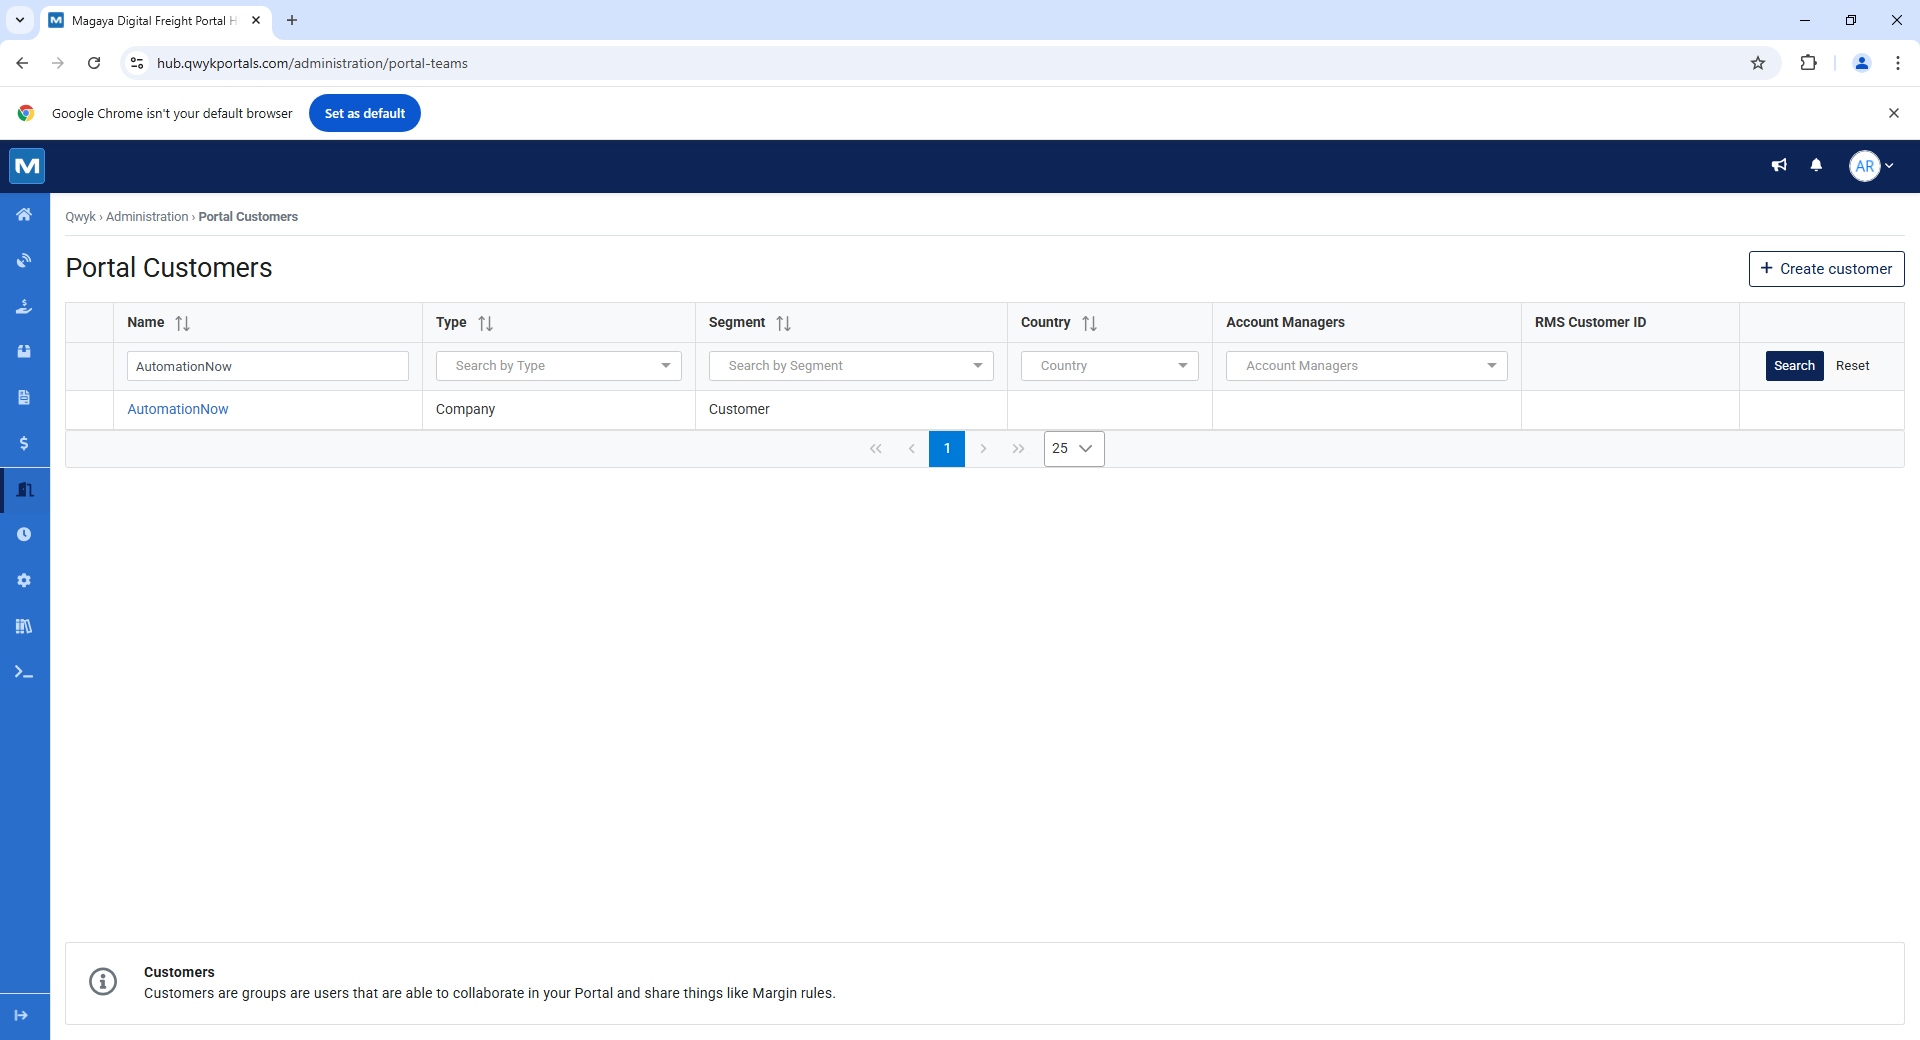 Magaya Digital Freight Portal H
hub.qwykportals.com/administration/portal-teams
Google Chrome isn't your default browser
Set as default
M
AR
Qwyk › Administration › Portal Customers
Portal Customers
+ Create customer
Name
Type
Segment
Country
Account Managers
RMS Customer ID
AutomationNow
Search by Type
Search by Segment
Country
Account Managers
Search
Reset
AutomationNow
Company
Customer
1
25
Customers
Customers are groups are users that are able to collaborate in your Portal and share things like Margin rules.